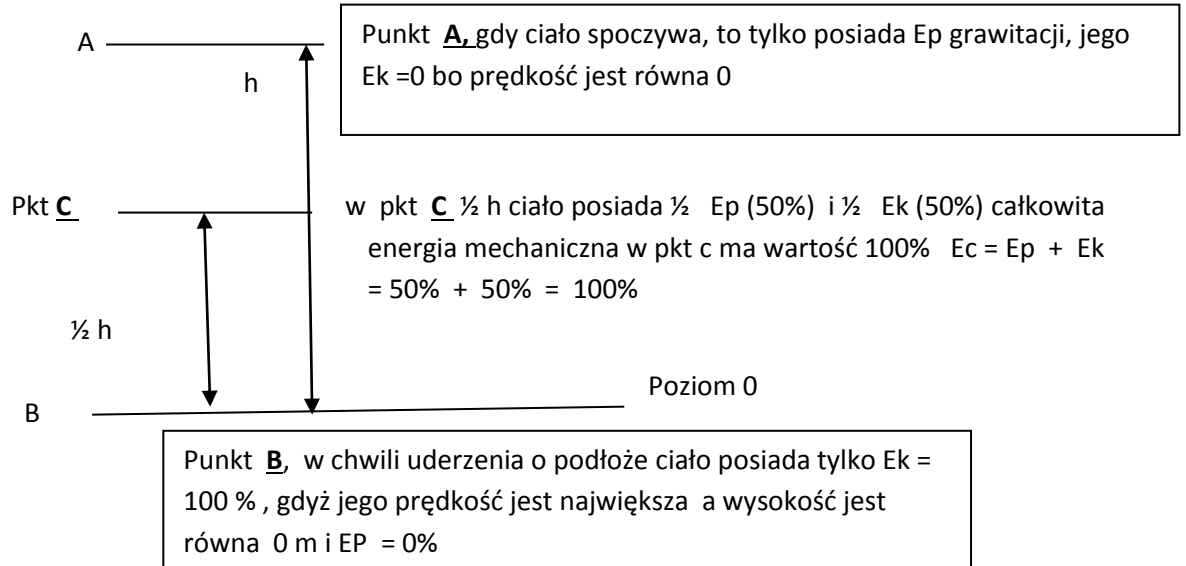 A
Punkt A, gdy ciało spoczywa, to tylko posiada Ep grawitacji, jego
Ek =0 bo prędkość jest równa 0
h
Pkt C
w pkt C ½ h ciało posiada ½ Ep (50%) i ½ Ek (50%) całkowita
energia mechaniczna w pkt c ma wartość 100% Ec = Ep + Ek
= 50% + 50% = 100%
½ h
Poziom 0
B
Punkt B, w chwili uderzenia o podłoże ciało posiada tylko Ek =
100 % , gdyż jego prędkość jest największa a wysokość jest
równa 0 m i EP = 0%